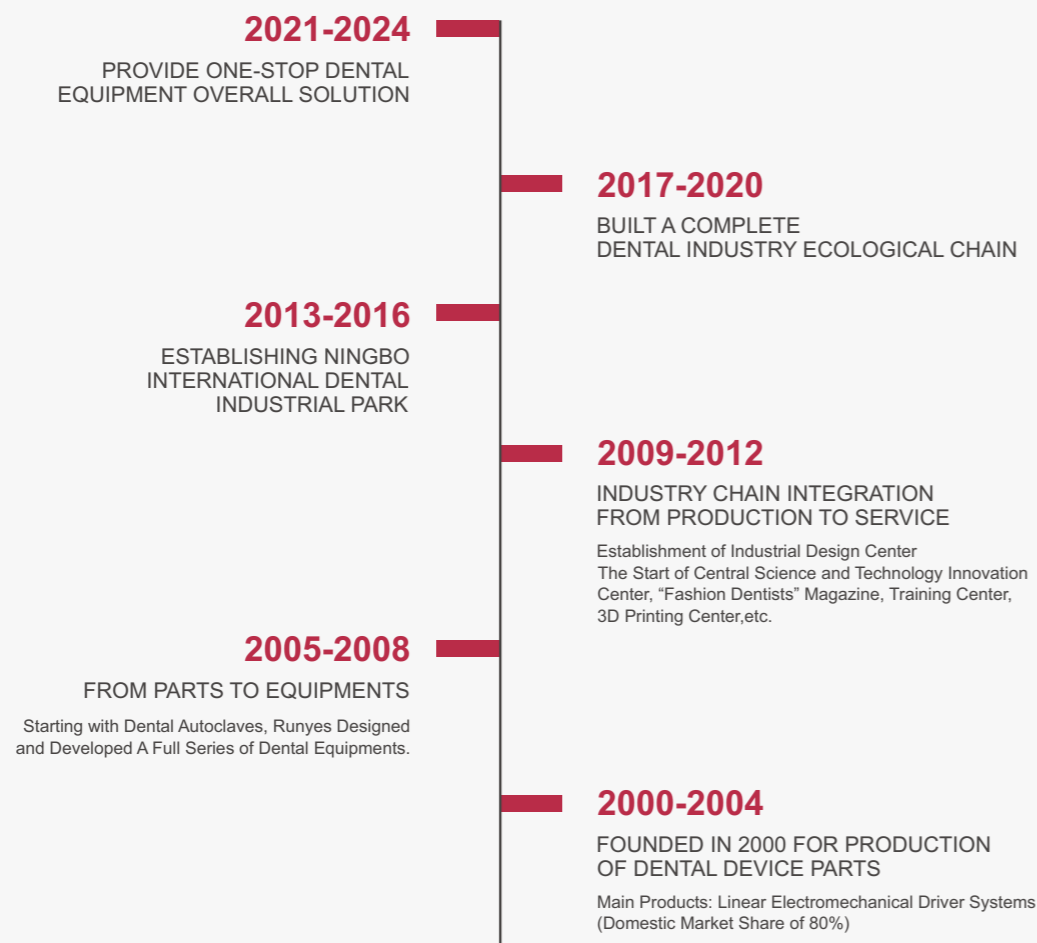 2021-2024
PROVIDE ONE-STOP DENTAL
EQUIPMENT OVERALL SOLUTION
2017-2020
BUILT A COMPLETE
DENTAL INDUSTRY ECOLOGICAL CHAIN
2013-2016
ESTABLISHING NINGBO
INTERNATIONAL DENTAL
INDUSTRIAL PARK
2009-2012
INDUSTRY CHAIN INTEGRATION
FROM PRODUCTION TO SERVICE
Establishment of Industrial Design Center
The Start of Central Science and Technology Innovation
Center, “Fashion Dentists” Magazine, Training Center,
3D Printing Center,etc.
2005-2008
FROM PARTS TO EQUIPMENTS
Starting with Dental Autoclaves, Runyes Designed
and Developed A Full Series of Dental Equipments.
2000-2004
FOUNDED IN 2000 FOR PRODUCTION
OF DENTAL DEVICE PARTS
Main Products: Linear Electromechanical Driver Systems
(Domestic Market Share of 80%)